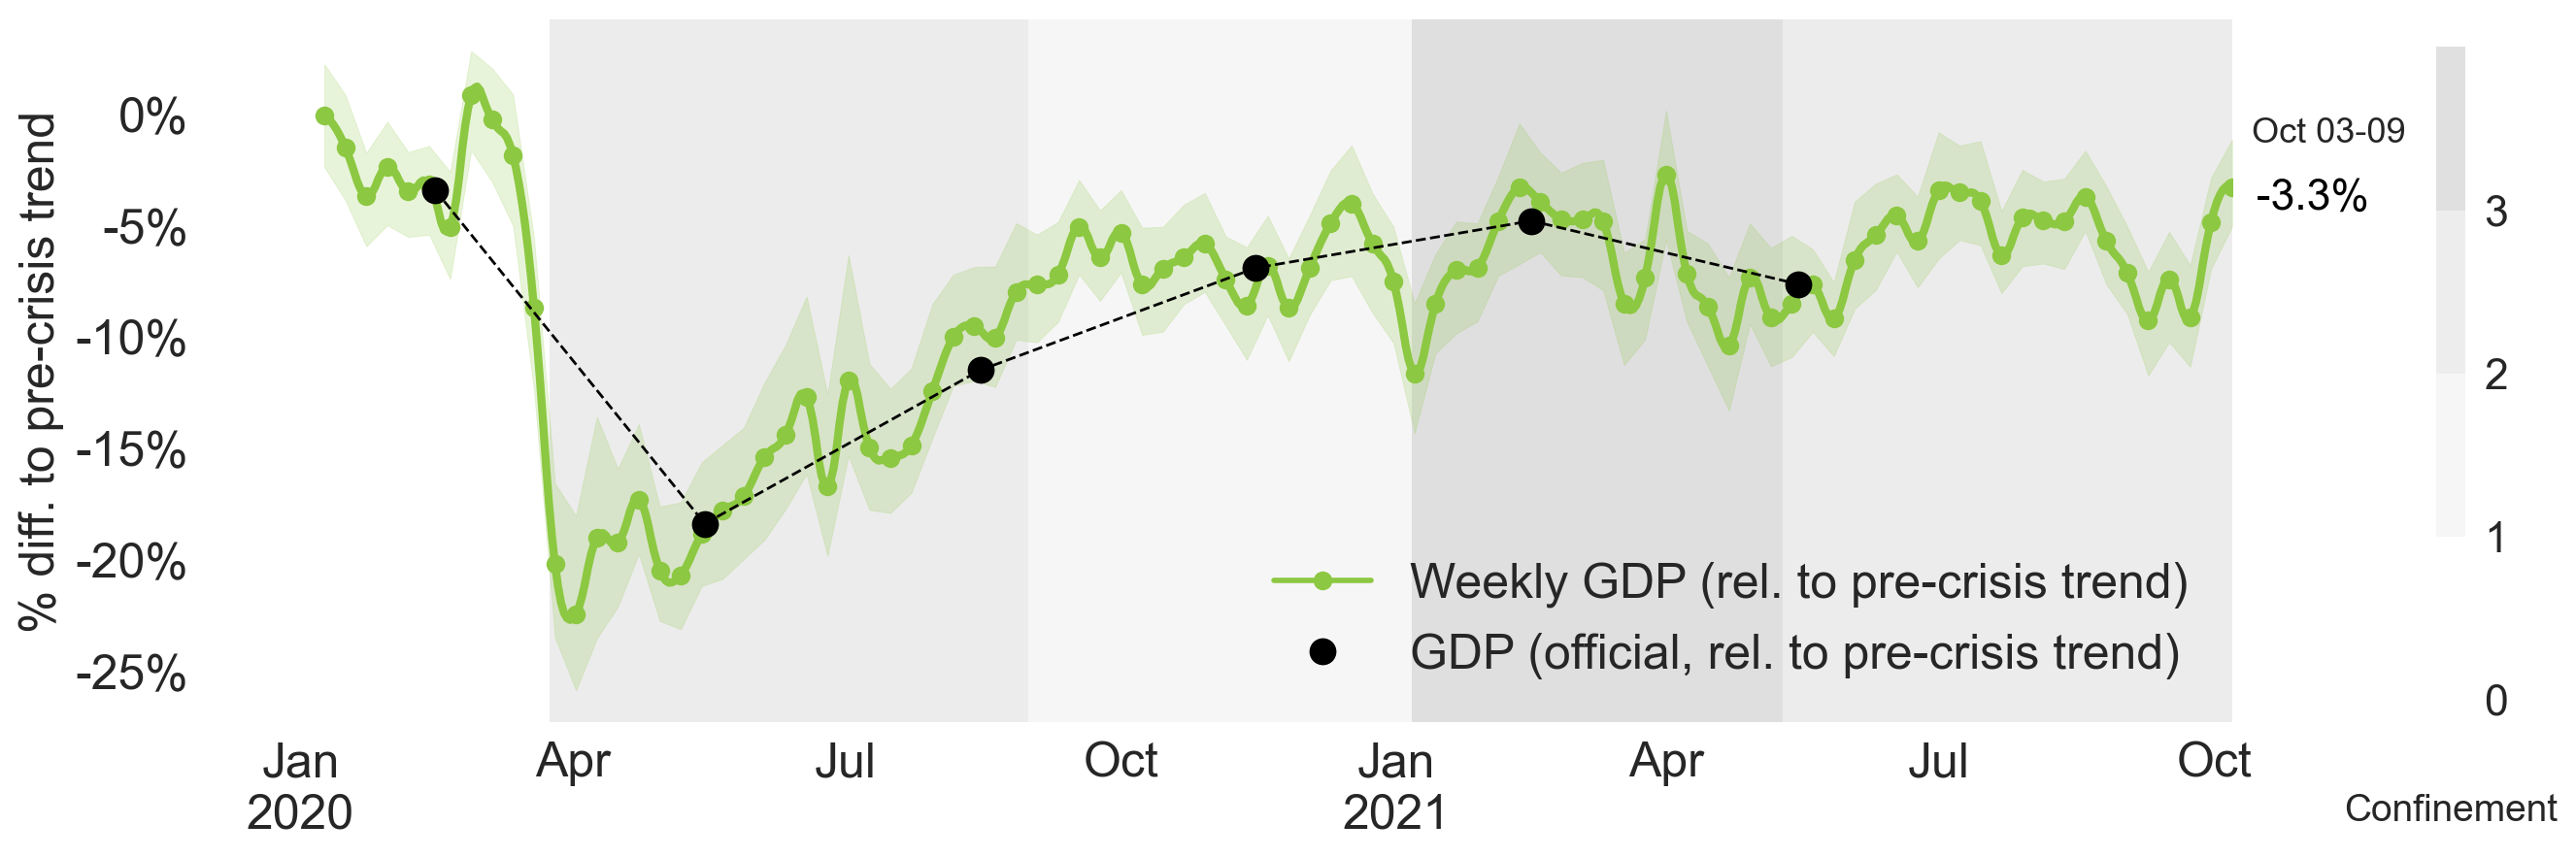 % diff. to pre-crisis trend
0%
-5%
-10%
-15%
-20%
-25%
Jan
2020
Apr
Jul
Oct
Jan
2021
Apr
Jul
Oct
Weekly GDP (rel. to pre-crisis trend)
GDP (official, rel. to pre-crisis trend)
Oct 03-09
-3.3%
3
2
1
0
Confinement